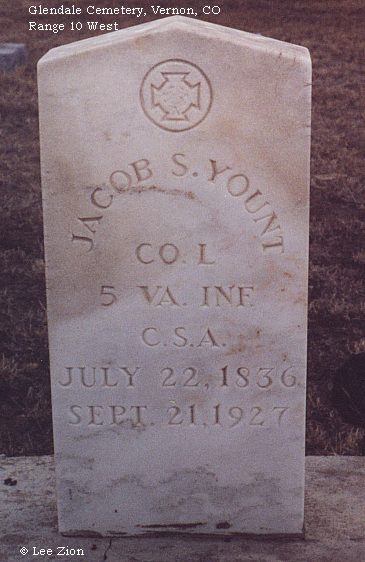 Glendale Cemetery, Vernon, CO
Range 10 West
JACOB S. YOUNT
CO. L
5 VA. INF.
C.S.A.
JULY 22, 1836
SEPT. 21, 1927
© Lee Zion